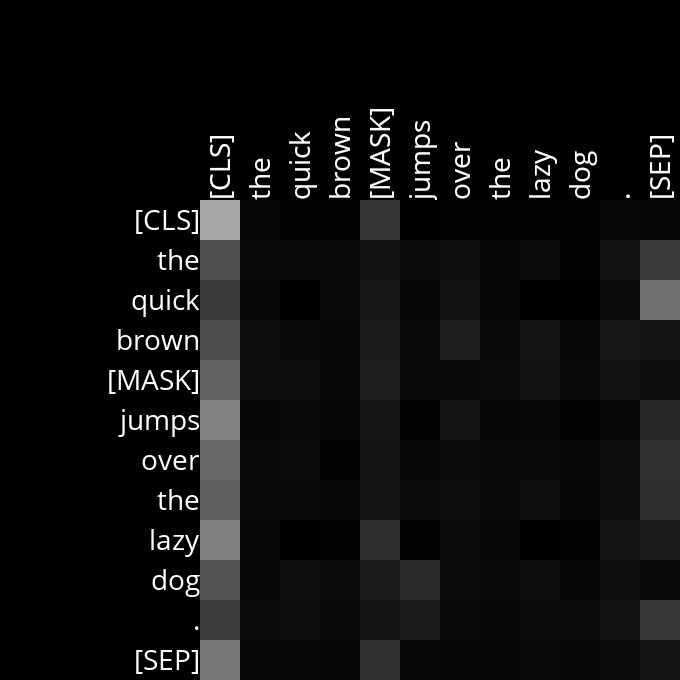 [CLS] the quick brown [MASK] jumps over the lazy dog . [SEP]
[CLS]
the
quick
brown
[MASK]
jumps
over
the
lazy
dog
.
[SEP]